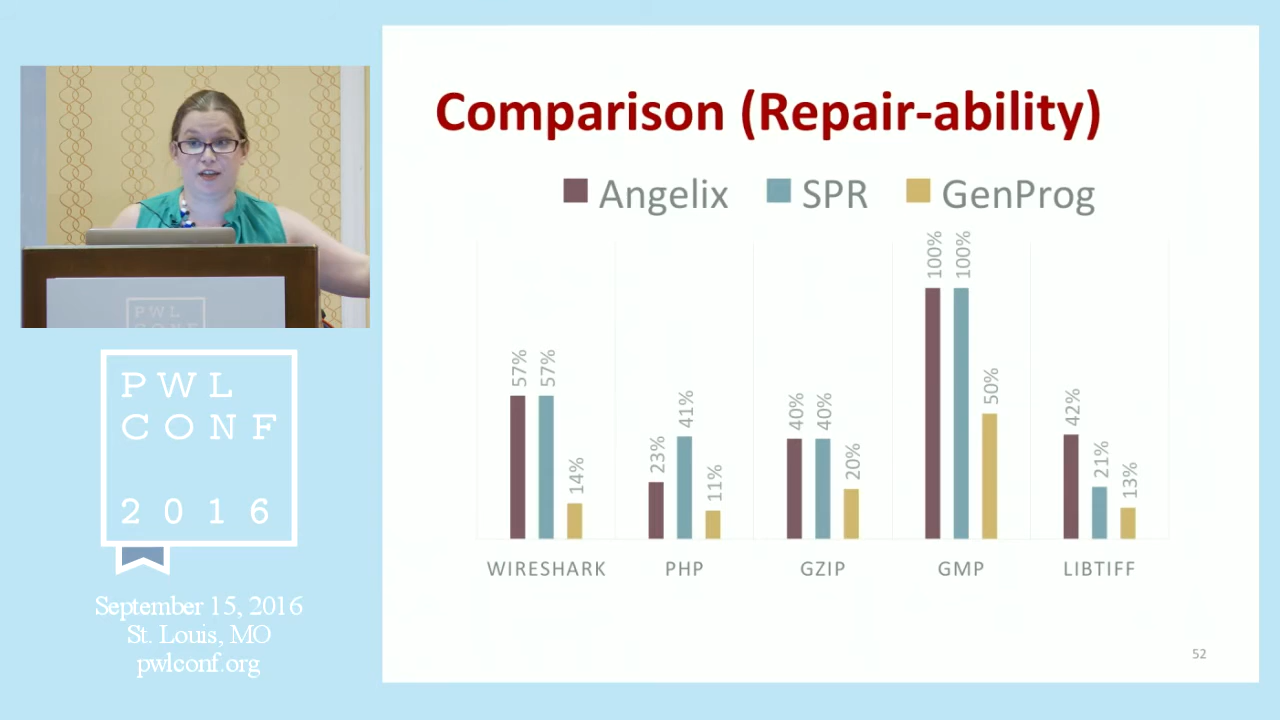 Comparison (Repair-ability)
Angelix SPR GenProg
57% 57% 14%
23% 41% 11%
40% 40% 20%
100% 100% 50%
42% 21% 13%
WIRESHARK PHP GZIP GMP LIBTIFF
52
PWL
CONF
PWL
CONF
2016
September 15, 2016
St. Louis, MO
pwlconf.org